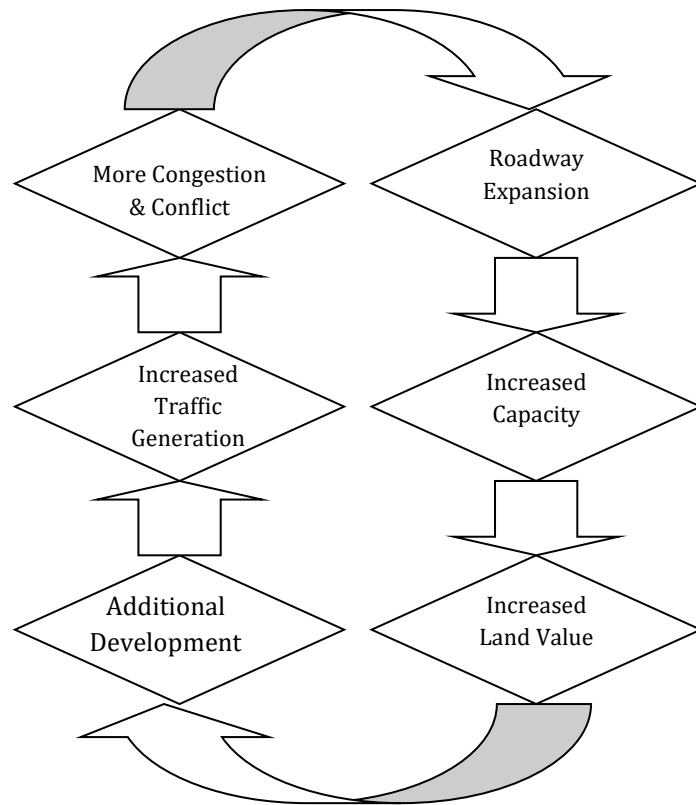 More Congestion
& Conflict
Roadway
Expansion
Increased
Traffic
Generation
Increased
Capacity
Additional
Development
Increased
Land Value